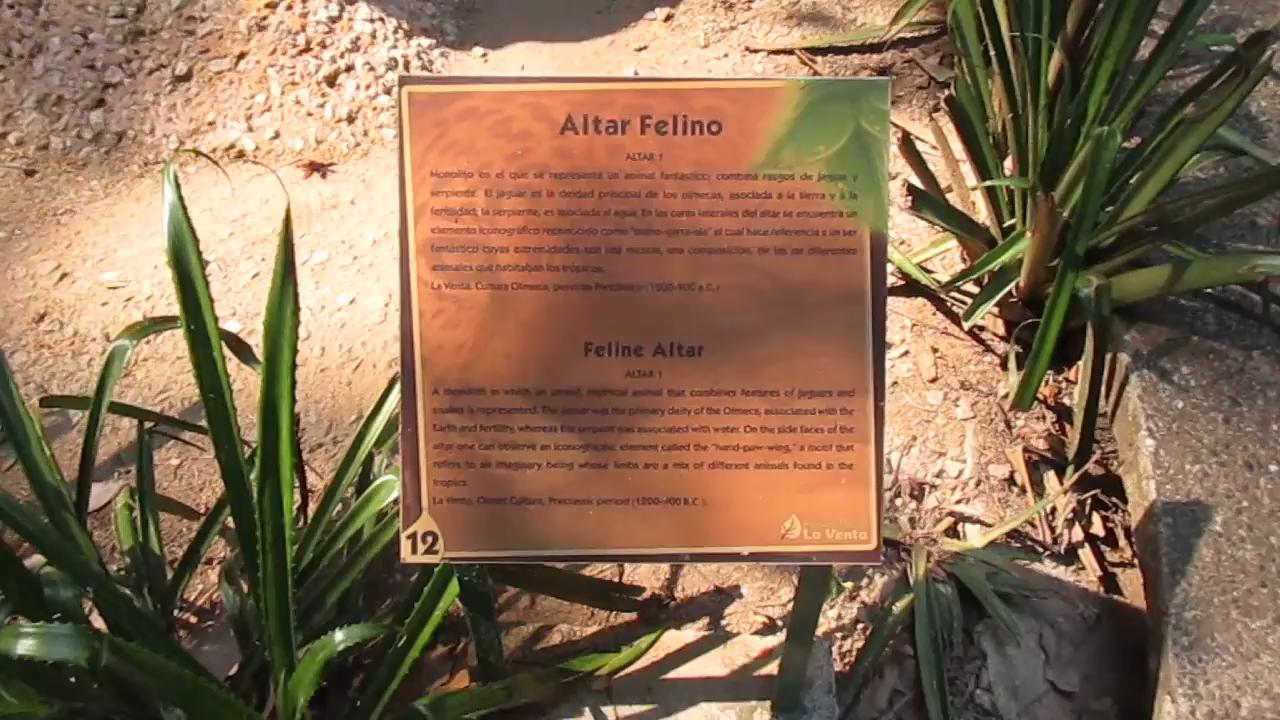 Altar Felino
ALTAR 1
Monolito en el que se representa un animal fantástico; combina rasgos de jaguar y
serpiente. El jaguar es la deidad principal de los olmecas, asociada a la tierra y a la
fertilidad; la serpiente, es asociada al agua. En las caras laterales del altar se encuentra un
elemento iconográfico reconocido como "mano-garra-ala" el cual hace referencia a un ser
fantástico cuyas extremidades son una mezcla, una composición, de las de diferentes
animales que habitaban los trópicos.
La Venta, Cultura Olmeca, periodo Preclásico
Feline Altar
ALTAR 1
A monolith in which an mythical animal that combines features of jaguars and
snakes is represented. The jaguar was the primary deity of the Olmecs, associated with the
Earth and fertility, whereas the serpent was associated with water. On the side faces of the
altar one can observe an iconographic element called the "hand-paw-wing," a motif that
refers to an imaginary being whose limbs are a mix of different animals found in the
tropics.
La Venta, Culture, Preclassic period
La Venta
12